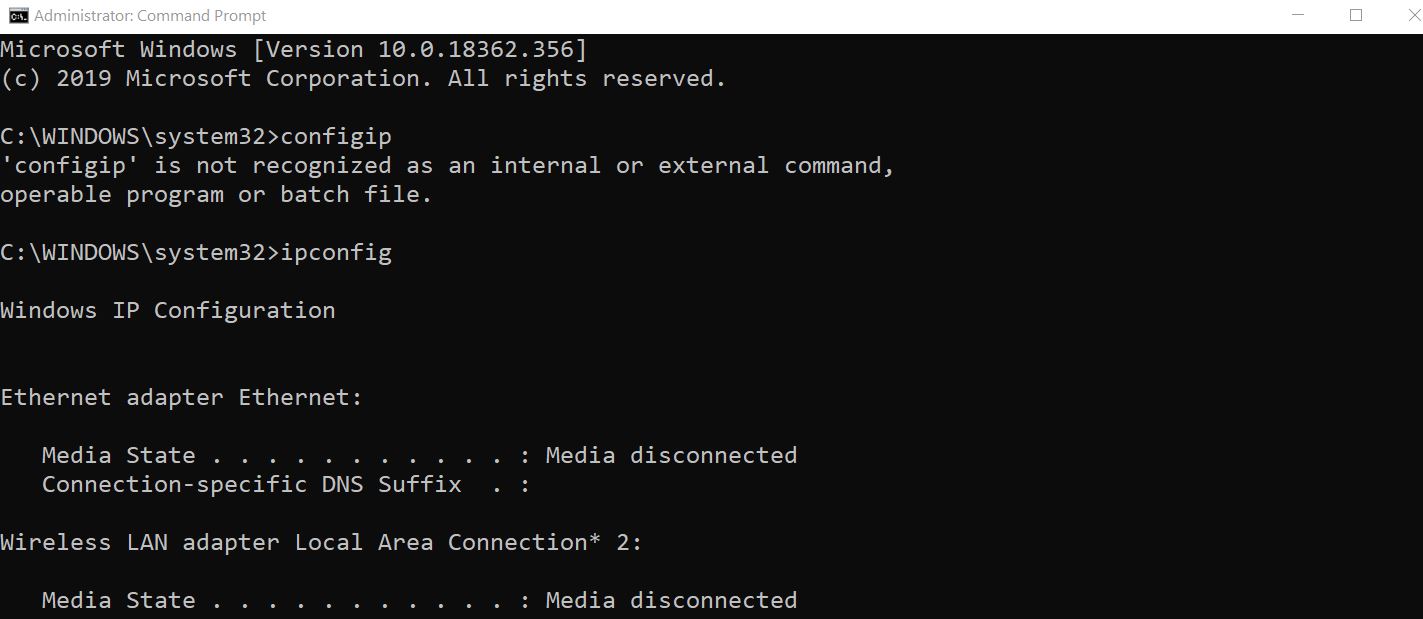 Administrator: Command Prompt
Microsoft Windows [Version 10.0.18362.356]
(c) 2019 Microsoft Corporation. All rights reserved.
C:\WINDOWS\system32>configip
'configip' is not recognized as an internal or external command,
operable program or batch file.
C:\WINDOWS\system32>ipconfig
Windows IP Configuration
Ethernet adapter Ethernet:
   Media State . . . . . . . . . . . : Media disconnected
   Connection-specific DNS Suffix  . :
Wireless LAN adapter Local Area Connection* 2:
   Media State . . . . . . . . . . . : Media disconnected